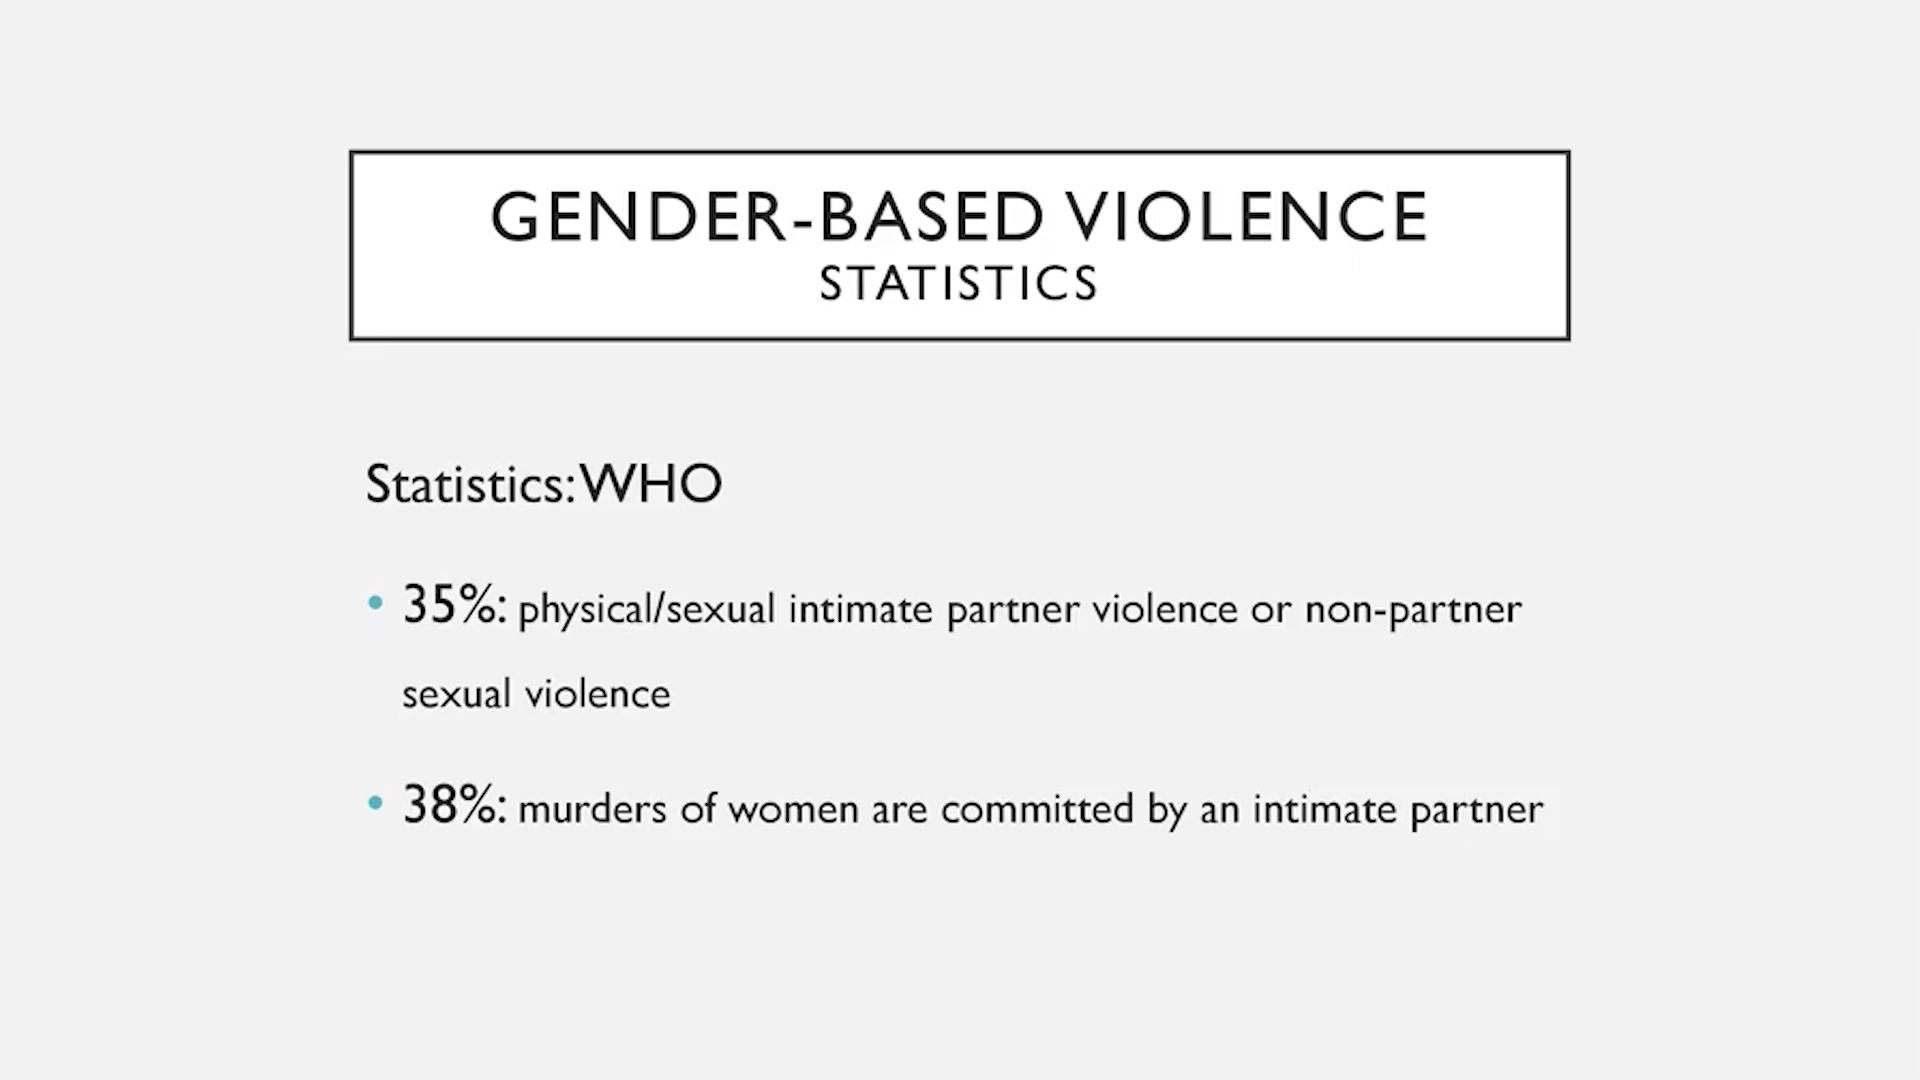 GENDER-BASED VIOLENCE
STATISTICS
Statistics: WHO
• 35%: physical/sexual intimate partner violence or non-partner
sexual violence
• 38%: murders of women are committed by an intimate partner